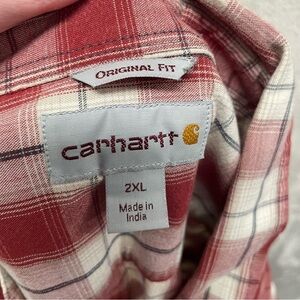 ORIGINAL FIT
carhartt
2XL
Made in
India